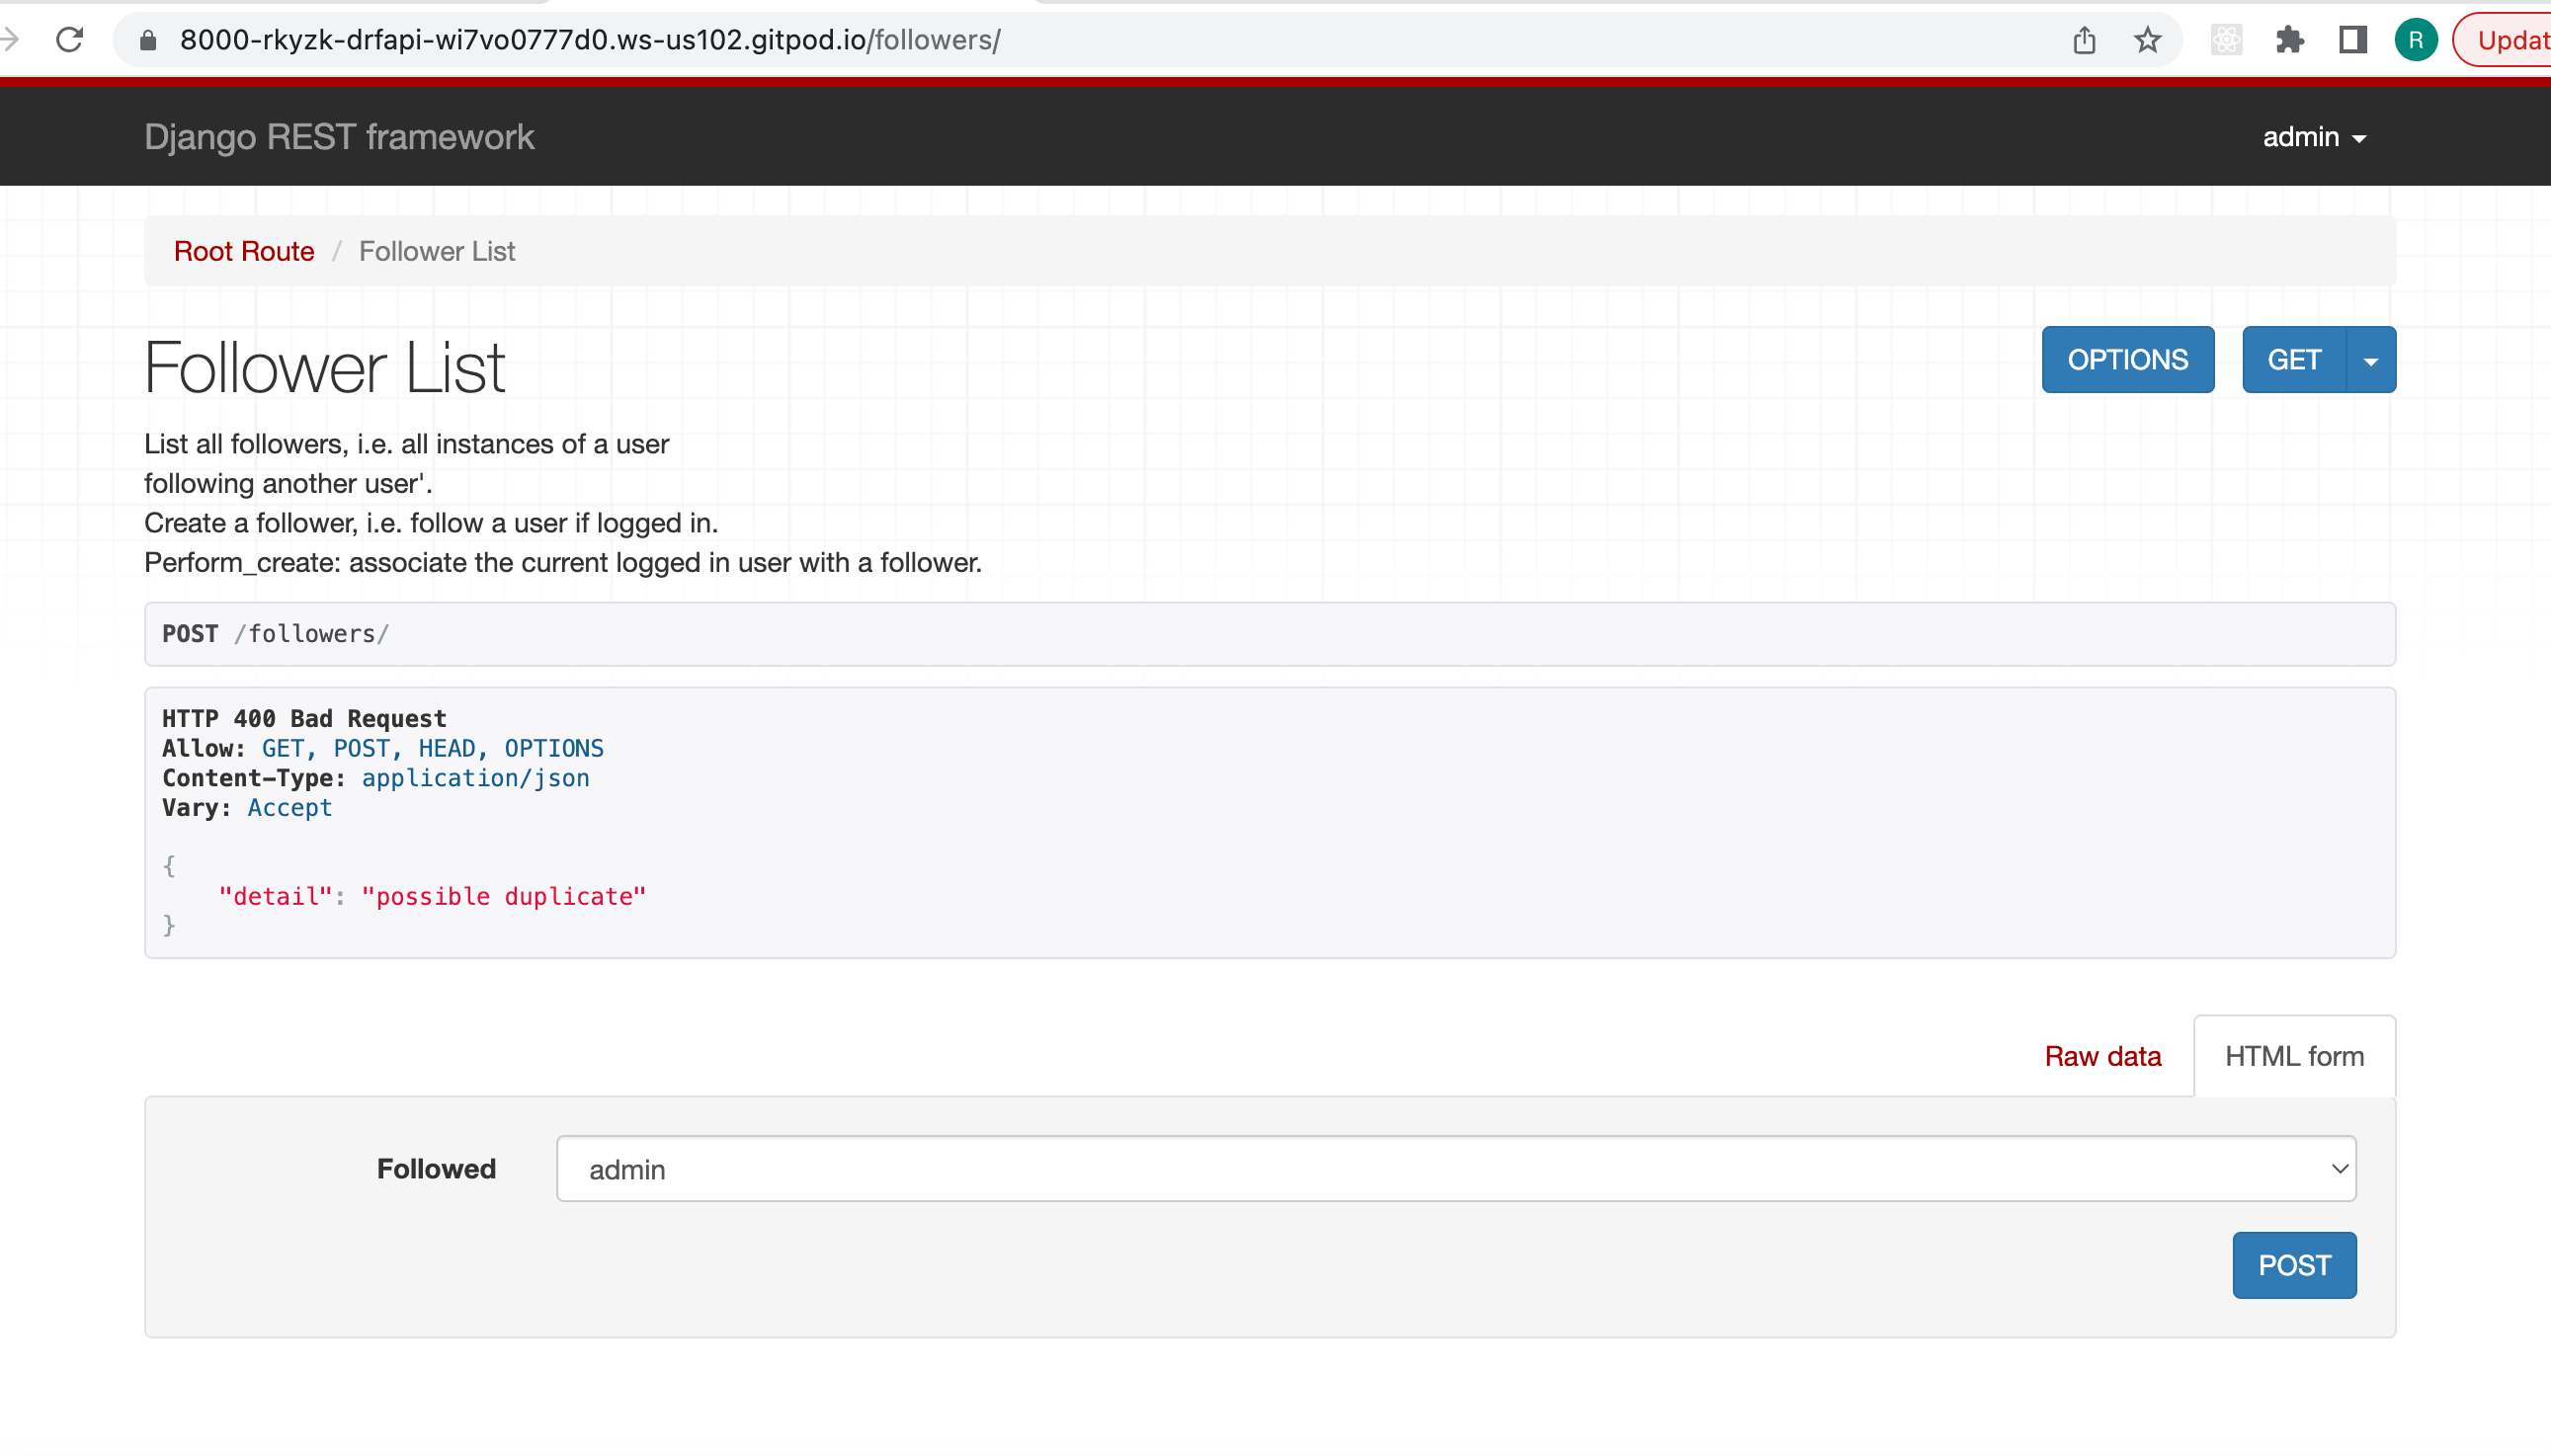 8000-rkyzk-drfapi-wi7vo0777d0.ws-us102.gitpod.io/followers/
R
Updat
Django REST framework
admin
Root Route / Follower List
Follower List
OPTIONS
GET
List all followers, i.e. all instances of a user
following another user'.
Create a follower, i.e. follow a user if logged in.
Perform_create: associate the current logged in user with a follower.
POST /followers/
HTTP 400 Bad Request
Allow: GET, POST, HEAD, OPTIONS
Content-Type: application/json
Vary: Accept
{
"detail": "possible duplicate"
}
Raw data
HTML form
Followed
admin
POST